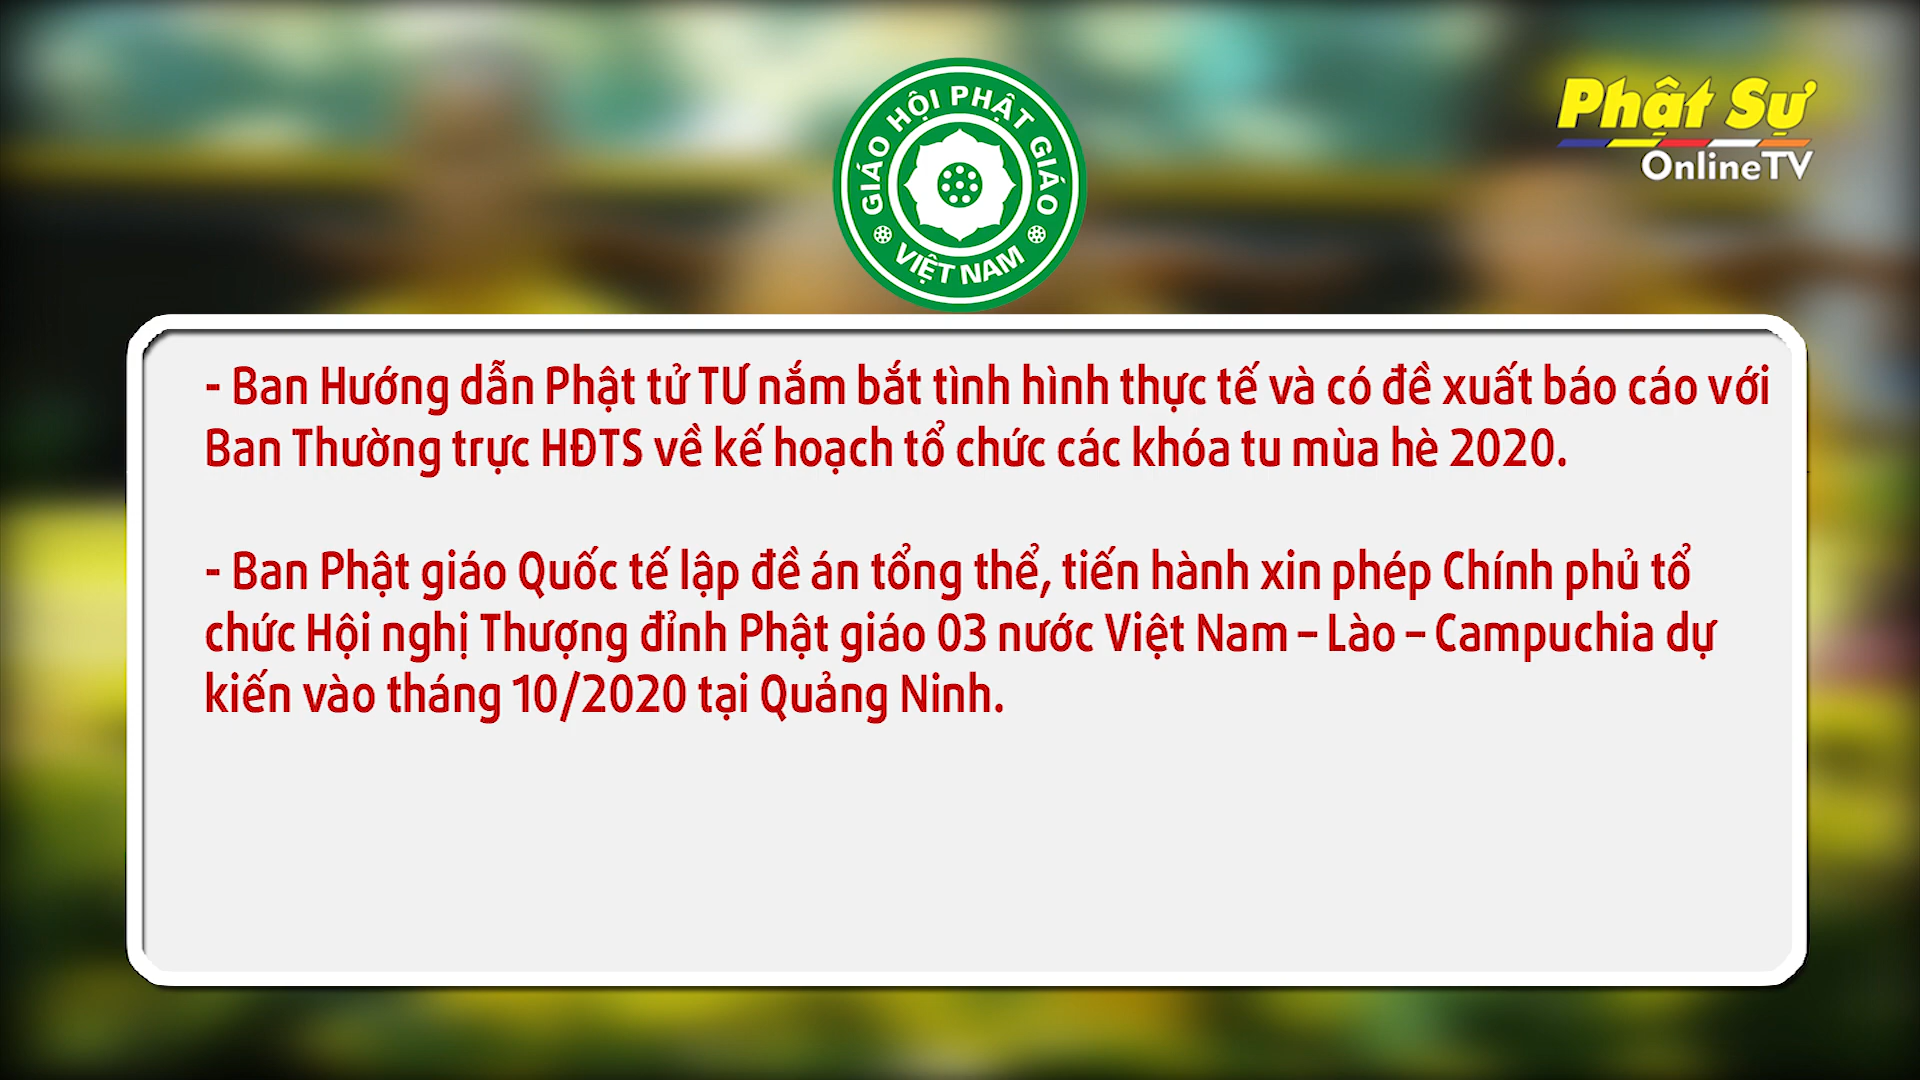 GIÁO HỘI PHẬT GIÁO
VIỆT NAM
Phật Sự
OnlineTV
- Ban Hướng dẫn Phật tử TƯ nắm bắt tình hình thực tế và có đề xuất báo cáo với
Ban Thường trực HĐTS về kế hoạch tổ chức các khóa tu mùa hè 2020.
- Ban Phật giáo Quốc tế lập đề án tổng thể, tiến hành xin phép Chính phủ tổ
chức Hội nghị Thượng đỉnh Phật giáo 03 nước Việt Nam – Lào – Campuchia dự
kiến vào tháng 10/2020 tại Quảng Ninh.